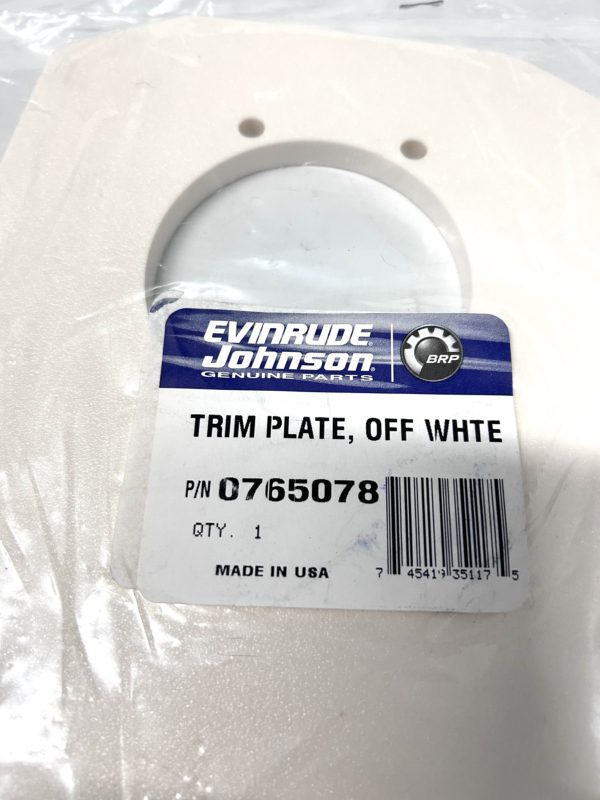 EVINRUDE®
Johnson®
GENUINE PARTS
BRP
TRIM PLATE, OFF WHTE
P/N 0765078
QTY. 1
MADE IN USA
7 45419 35117 5